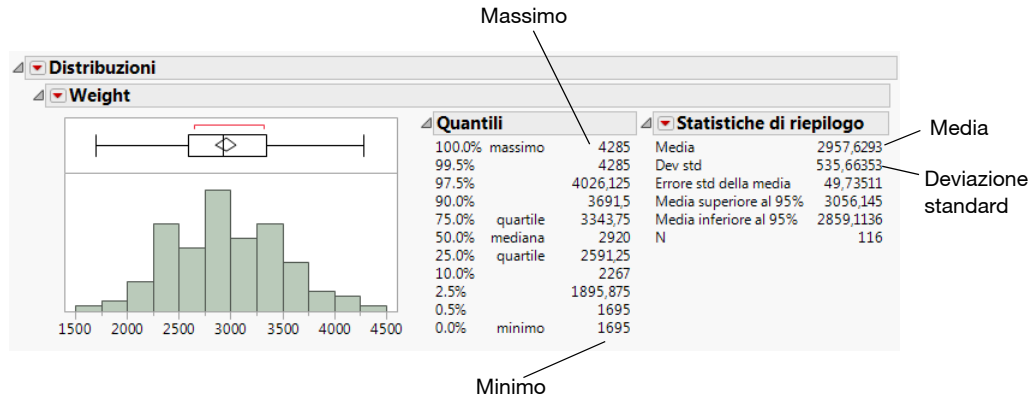 Massimo
Distribuzioni
Weight
1500 2000 2500 3000 3500 4000 4500
Quantili
100.0% massimo 4285
99.5% 4285
97.5% 4026,125
90.0% 3691,5
75.0% quartile 3343,75
50.0% mediana 2920
25.0% quartile 2591,25
10.0% 2267
2.5% 1895,875
0.5% 1695
0.0% minimo 1695
Statistiche di riepilogo
Media 2957,6293
Dev std 535,66353
Errore std della media 49,73511
Media superiore al 95% 3056,145
Media inferiore al 95% 2859,1136
N 116
Media
Deviazione
standard
Minimo